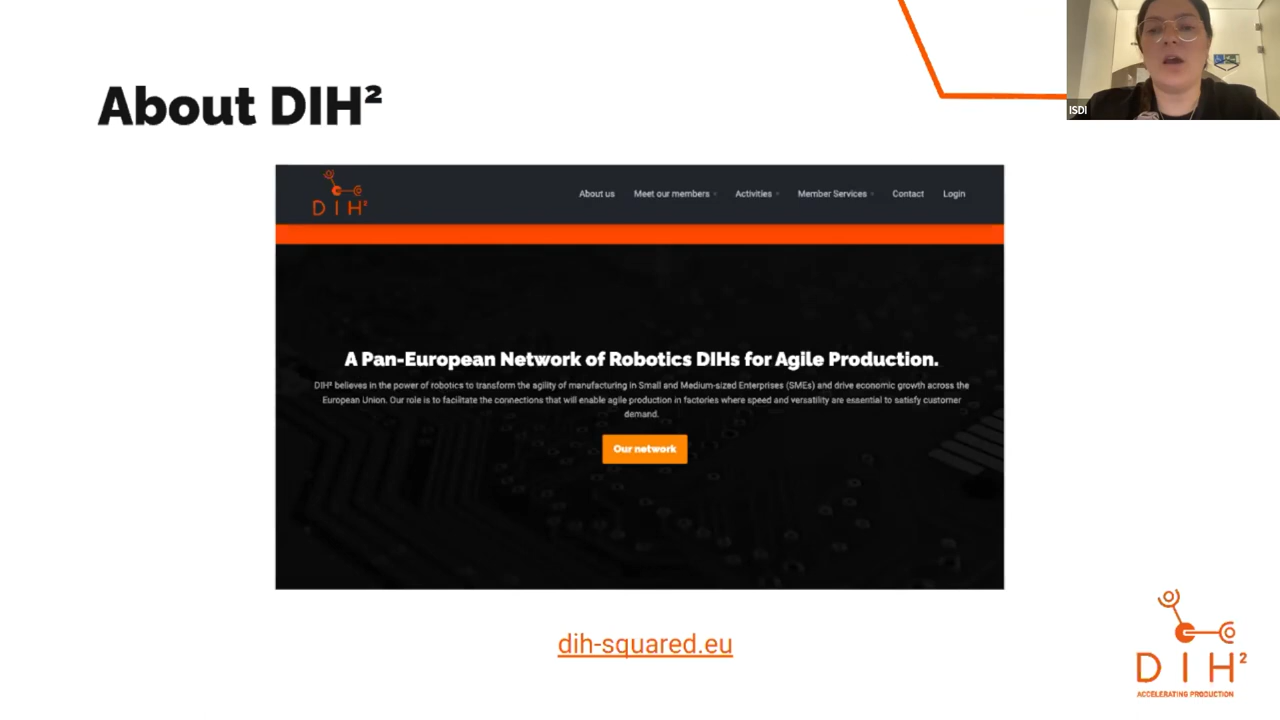 ISDI
About DIH²
DIH²
About us Meet our members Activities Member Services Contact Login
A Pan-European Network of Robotics DIHs for Agile Production.
DIH² believes in the power of robotics to transform the agility of manufacturing in Small and Medium-sized Enterprises (SMEs) and drive economic growth across the
European Union. Our role is to facilitate the connections that will enable agile production in factories where speed and versatility are essential to satisfy customer
demand.
Our network
dih-squared.eu
DIH²
ACCELERATING PRODUCTION